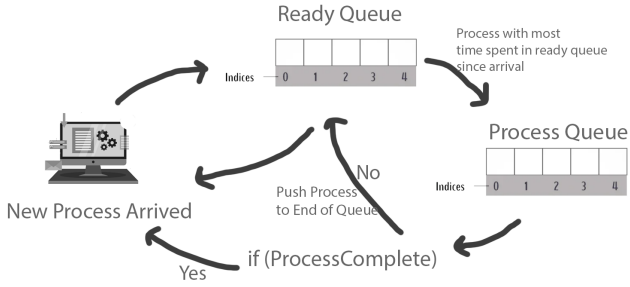 Ready Queue
Process with most
time spent in ready queue
since arrival
Indices
0 1 2 3 4
Process Queue
Indices
0 1 2 3 4
New Process Arrived
No
Push Process
to End of Queue
if (ProcessComplete)
Yes